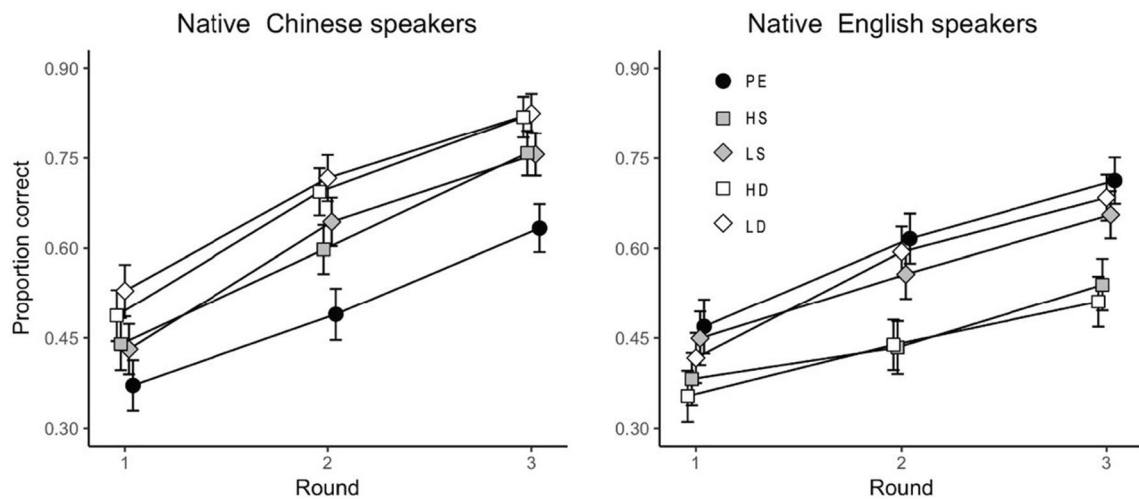 Native Chinese speakers
Proportion correct
0.90
0.75
0.60
0.45
0.30
1
2
3
Round
Native English speakers
0.90
0.75
0.60
0.45
0.30
PE
HS
LS
HD
LD
1
2
3
Round